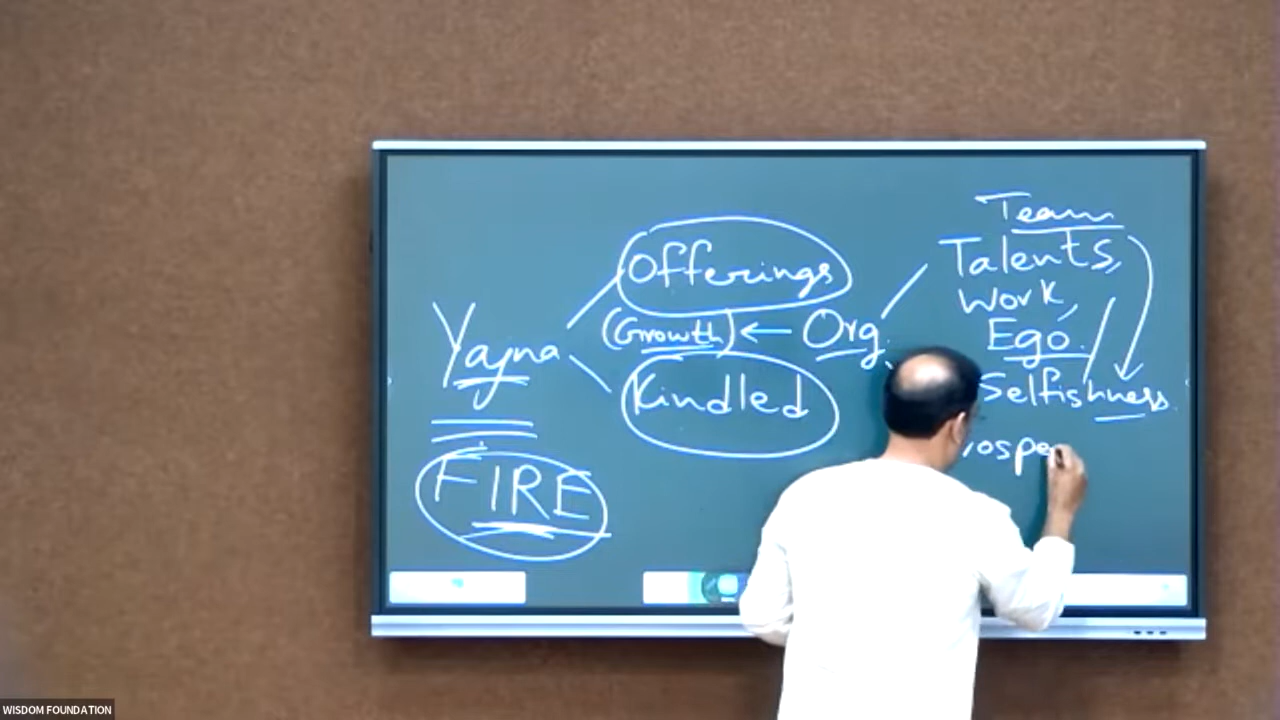 Team
Talents,
Work,
Ego.
Selfishness
Offerings
(Growth) ← Org.
Kindled
Yajna
FIRE
WISDOM FOUNDATION